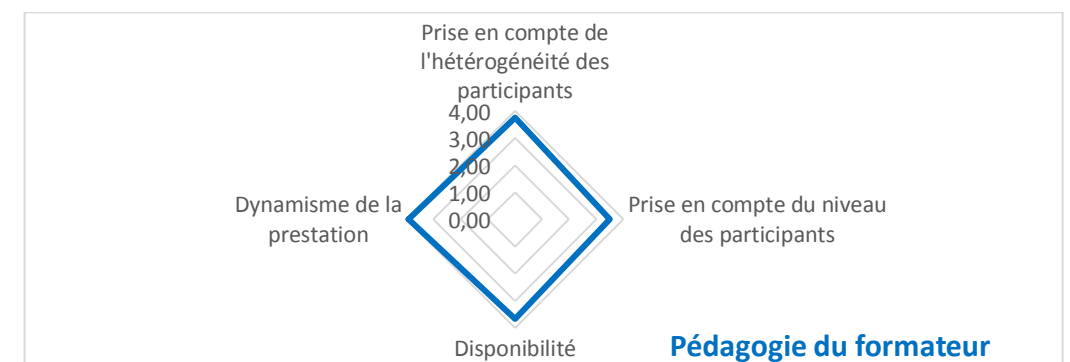 Prise en compte de
l'hétérogénéité des
participants
4,00
3,00
2,00
1,00
0,00
Dynamisme de la
prestation
Prise en compte du niveau
des participants
Disponibilité
Pédagogie du formateur